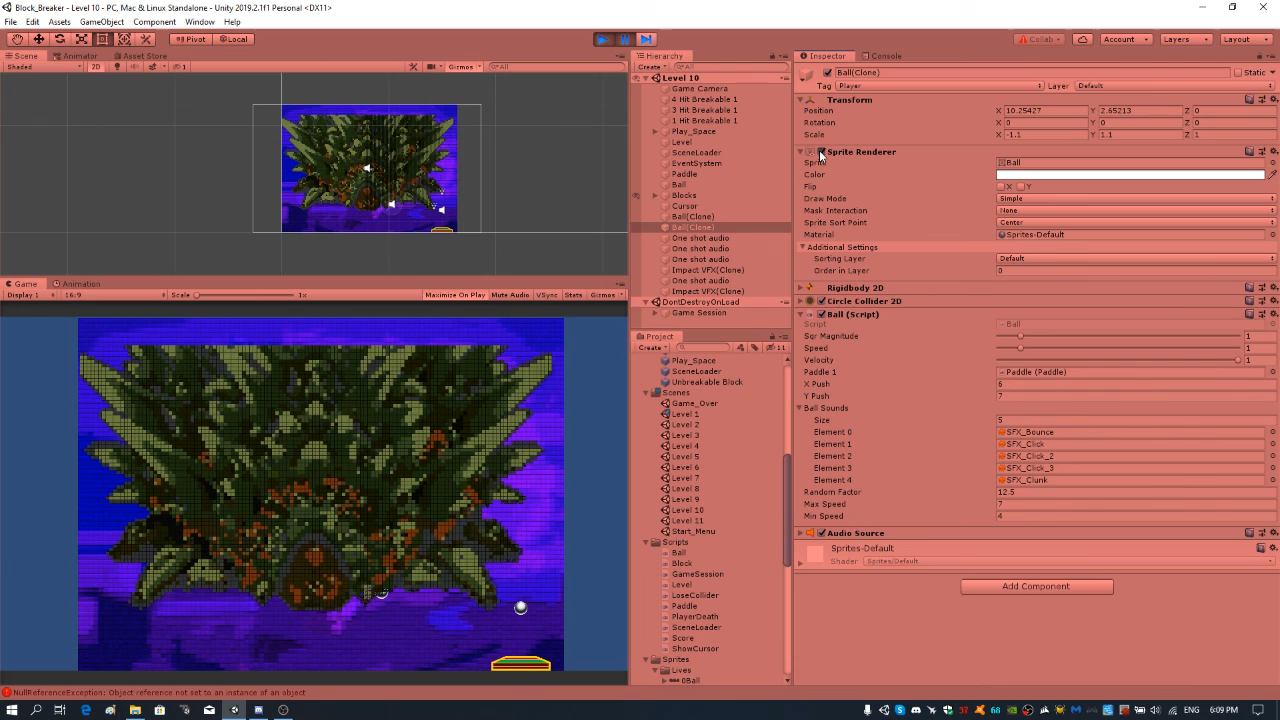 Block_Breaker - Level 10 - PC, Mac & Linux Standalone - Unity 2019.2.1f1 Personal <DX11>
File Edit Assets GameObject Component Window Help
Pivot Local Collab Account Layers Layout
Scene Animator Asset Store
Shaded 2D 1 Gizmos All
Game Animation
Display 1 16:9 Scale 1x Maximize On Play Mute Audio VSync Stats Gizmos
Hierarchy
Create All
Level 10
Game Camera
4 Hit Breakable 1
3 Hit Breakable 1
1 Hit Breakable 1
Play_Space
Level
SceneLoader
EventSystem
Paddle
Ball
Blocks
Cursor
Ball(Clone)
Ball(Clone)
One shot audio
One shot audio
One shot audio
Impact VFX(Clone)
One shot audio
Impact VFX(Clone)
DontDestroyOnLoad
Game Session
Project
Create 11
Play_Space
SceneLoader
Unbreakable Block
Scenes
Game_Over
Level 1
Level 2
Level 3
Level 4
Level 5
Level 6
Level 7
Level 8
Level 9
Level 10
Level 11
Start_Menu
Scripts
Ball
Block
GameSession
Level
LoseCollider
Paddle
PlayerDeath
SceneLoader
Score
ShowCursor
Sprites
Lives
0Ball
Inspector Console
Ball(Clone) Static
Tag Player Layer Default
Transform
Position X 10.25427 Y 2.65213 Z 0
Rotation X 0 Y 0 Z 0
Scale X -1.1 Y 1.1 Z 1
Sprite Renderer
Sprite Ball
Color
Flip X Y
Draw Mode Simple
Mask Interaction None
Sprite Sort Point Center
Material Sprites-Default
Additional Settings
Sorting Layer Default
Order in Layer 0
Rigidbody 2D
Circle Collider 2D
Ball (Script)
Script Ball
Sqr Magnitude 1
Speed 1
Velocity 1
Paddle 1 Paddle (Paddle)
X Push 6
Y Push 7
Ball Sounds
Size 5
Element 0 SFX_Bounce
Element 1 SFX_Click
Element 2 SFX_Click_2
Element 3 SFX_Click_3
Element 4 SFX_Clunk
Random Factor 12.5
Max Speed 7
Min Speed 4
Audio Source
Sprites-Default
Shader Sprites/Default
Add Component
NullReferenceException: Object reference not set to an instance of an object
6:09 PM